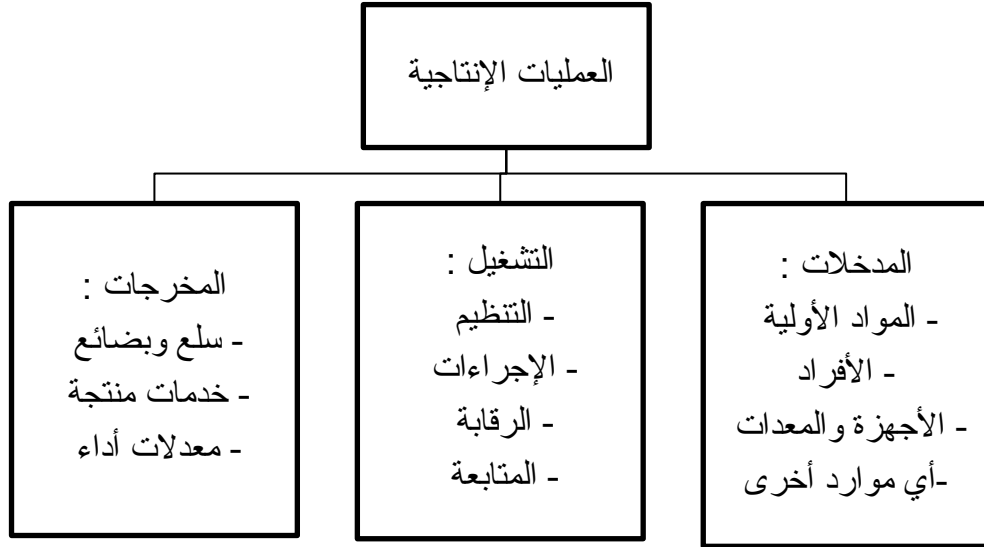 العمليات الإنتاجية
المدخلات :
- المواد الأولية
- الأفراد
- الأجهزة والمعدات
-أي موارد أخرى
التشغيل :
- التنظيم
- الإجراءات
- الرقابة
- المتابعة
المخرجات :
- سلع وبضائع
- خدمات منتجة
- معدلات أداء